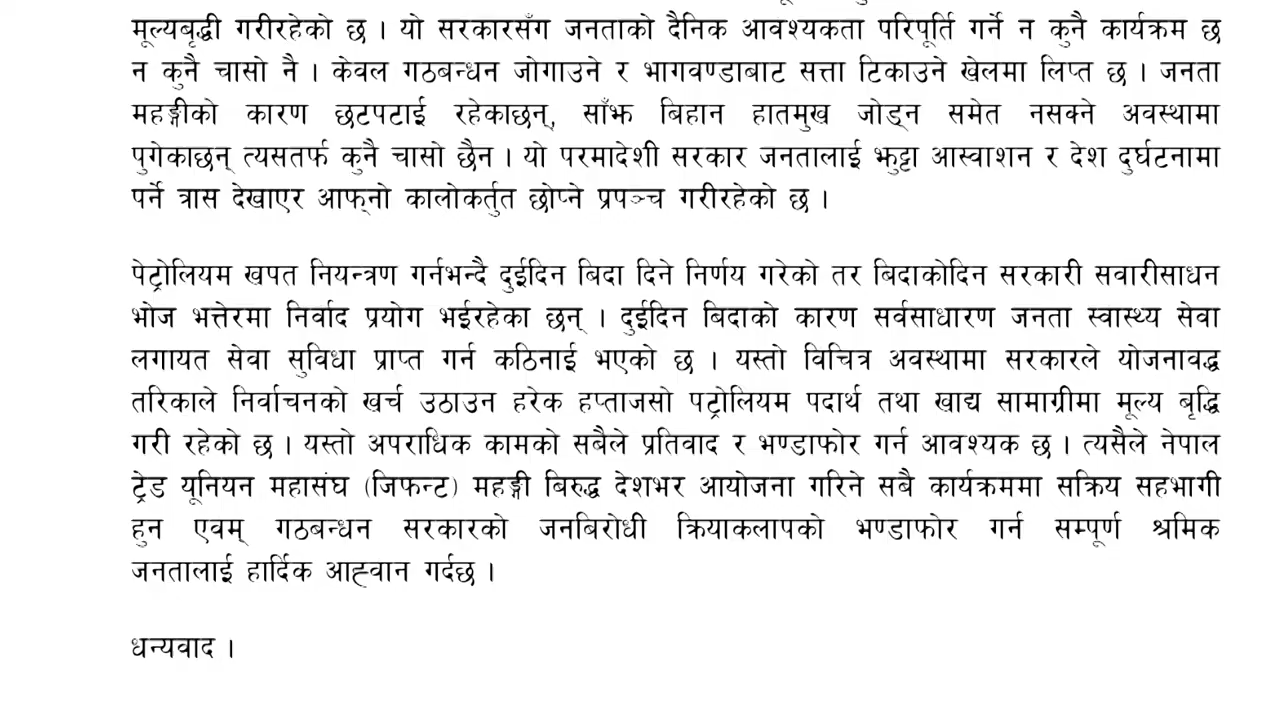 मूल्यबृद्धी गरीरहेको छ । यो सरकारसँग जनताको दैनिक आवश्यकता परिपूर्ति गर्ने न कुनै कार्यक्रम छ
न कुनै चासो नै । केवल गठबन्धन जोगाउने र भागवण्डाबाट सत्ता टिकाउने खेलमा लिप्त छ । जनता
महङ्गीको कारण छटपटाई रहेकाछन्, साँझ बिहान हातमुख जोड्न समेत नसक्ने अवस्थामा
पुगेकाछन् त्यसतर्फ कुनै चासो छैन । यो परमादेशी सरकार जनतालाई झुट्टा आस्वाशन र देश दुर्घटनामा
पर्ने त्रास देखाएर आफ्नो कालोकर्तुत छोप्ने प्रपञ्च गरीरहेको छ ।
पेट्रोलियम खपत नियन्त्रण गर्नभन्दै दुईदिन बिदा दिने निर्णय गरेको तर बिदाकोदिन सरकारी सवारीसाधन
भोज भत्तेरमा निर्वाद प्रयोग भईरहेका छन् । दुईदिन बिदाको कारण सर्वसाधारण जनता स्वास्थ्य सेवा
लगायत सेवा सुविधा प्राप्त गर्न कठिनाई भएको छ । यस्तो विचित्र अवस्थामा सरकारले योजनावद्ध
तरिकाले निर्वाचनको खर्च उठाउन हरेक हप्ताजसो पट्रोलियम पदार्थ तथा खाद्य सामाग्रीमा मूल्य बृद्धि
गरी रहेको छ । यस्तो अपराधिक कामको सबैले प्रतिवाद र भण्डाफोर गर्न आवश्यक छ । त्यसैले नेपाल
ट्रेड यूनियन महासंघ (जिफन्ट) महङ्गी बिरुद्ध देशभर आयोजना गरिने सबै कार्यक्रममा सक्रिय सहभागी
हुन एवम् गठबन्धन सरकारको जनबिरोधी क्रियाकलापको भण्डाफोर गर्न सम्पूर्ण श्रमिक
जनतालाई हार्दिक आह्वान गर्दछ ।
धन्यवाद ।